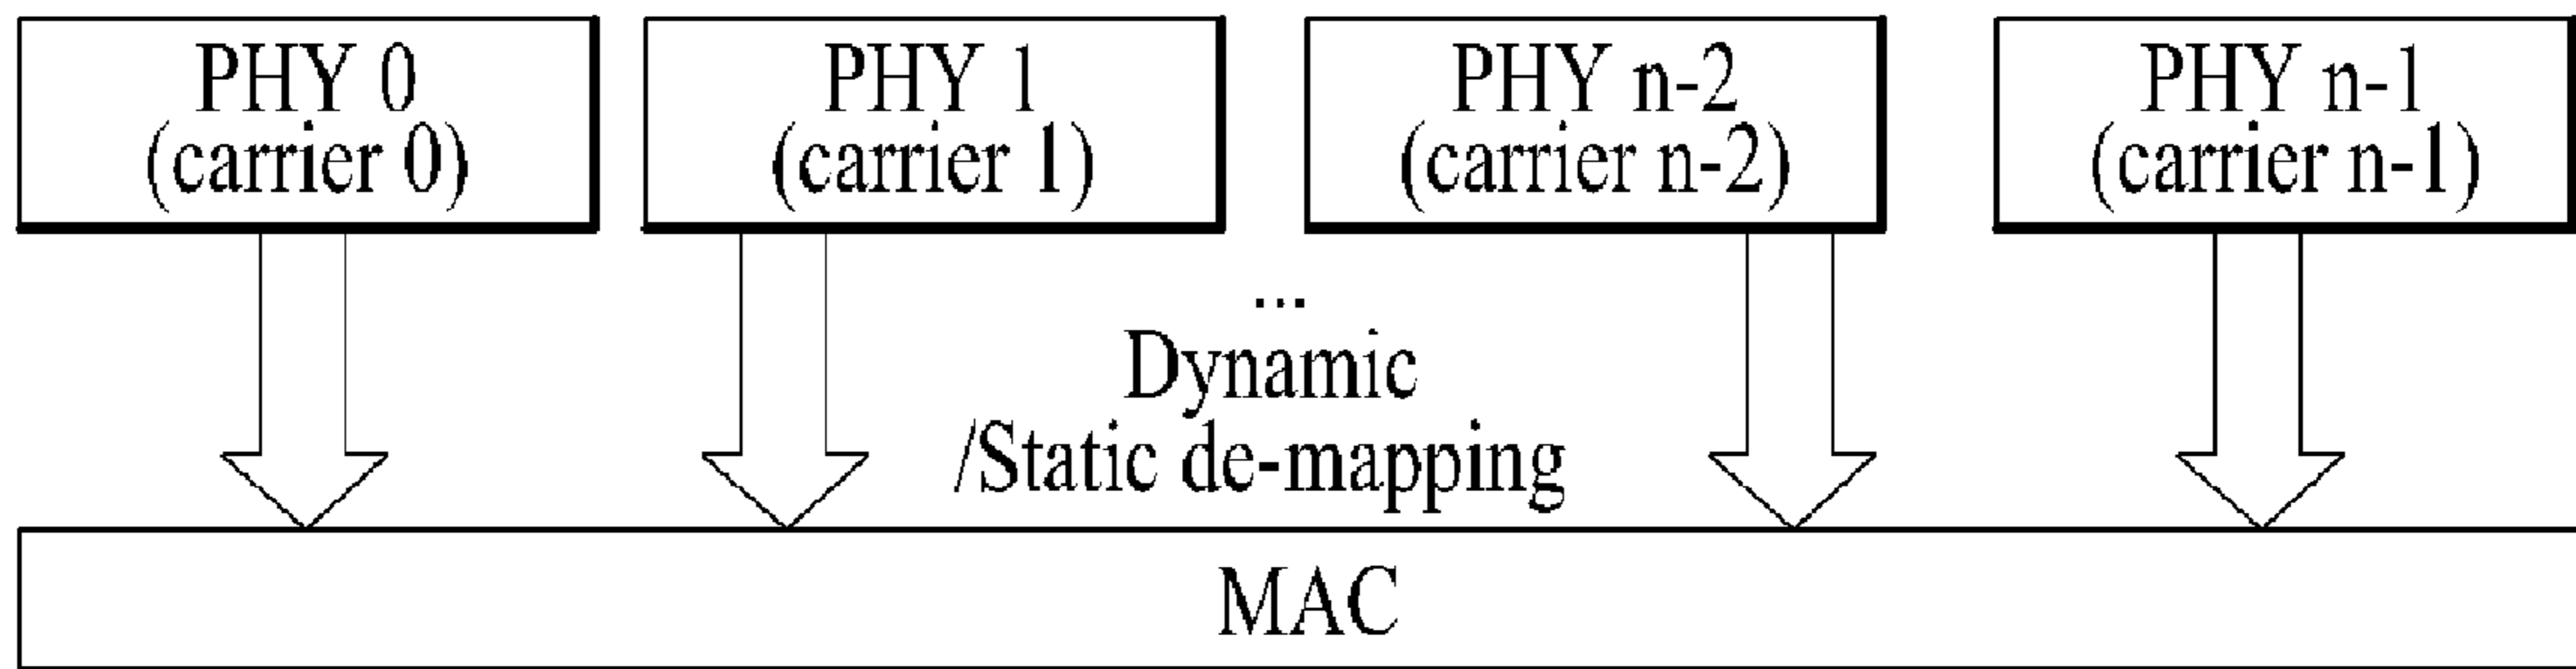 PHY 0
(carrier 0)
PHY 1
(carrier 1)
PHY n-2
(carrier n-2)
PHY n-1
(carrier n-1)
...
Dynamic
/Static de-mapping
MAC